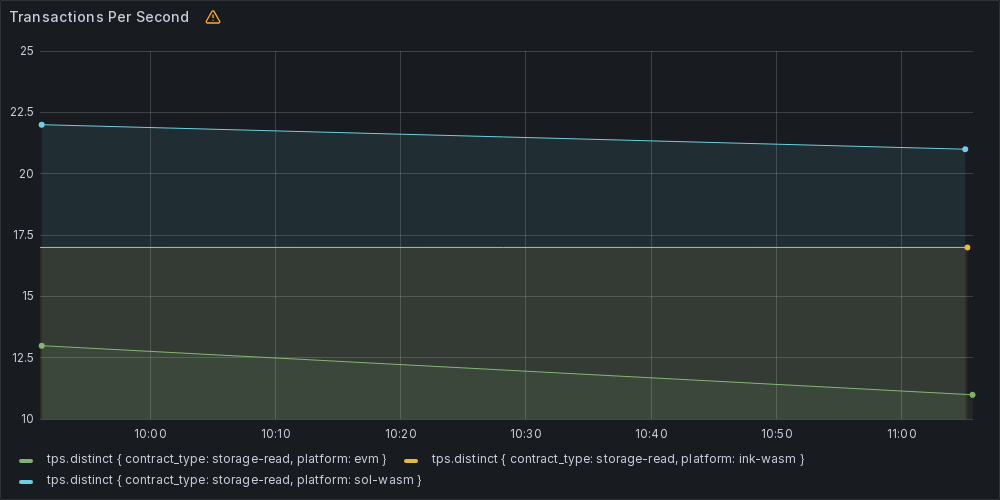 Transactions Per Second
25
22.5
20
17.5
15
12.5
10
10:00 10:10 10:20 10:30 10:40 10:50 11:00
tps.distinct { contract_type: storage-read, platform: evm } tps.distinct { contract_type: storage-read, platform: ink-wasm }
tps.distinct { contract_type: storage-read, platform: sol-wasm }